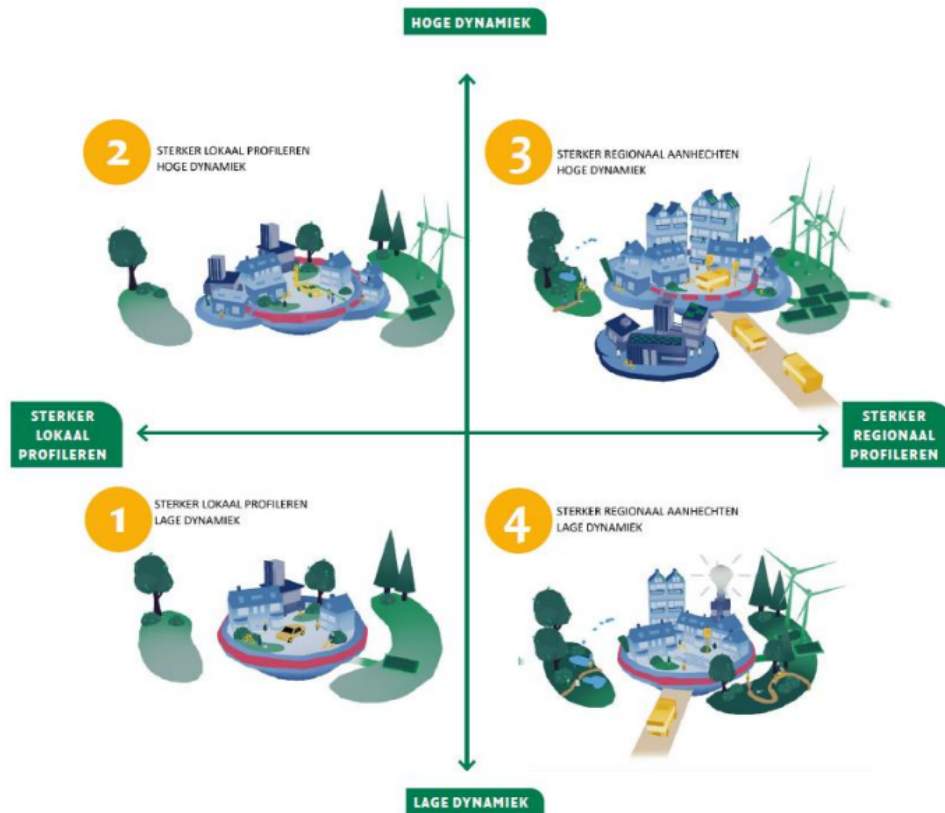 HOGE DYNAMIEK
2
STERKER LOKAAL PROFILEREN
HOGE DYNAMIEK
3
STERKER REGIONAAL AANHECHTEN
HOGE DYNAMIEK
STERKER
LOKAAL
PROFILEREN
STERKER
REGIONAAL
PROFILEREN
1
STERKER LOKAAL PROFILEREN
LAGE DYNAMIEK
4
STERKER REGIONAAL AANHECHTEN
LAGE DYNAMIEK
LAGE DYNAMIEK